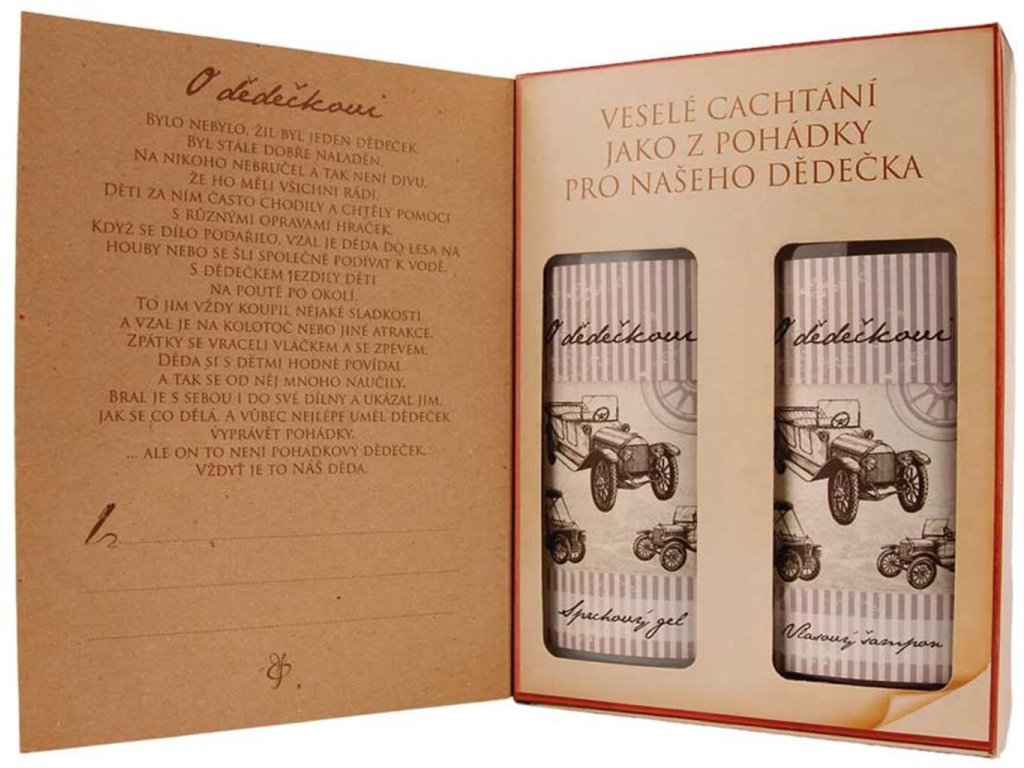 O dědečkovi
BYLO NEBYLO, ŽIL BYL JEDEN DĚDEČEK.
BYL STÁLE DOBŘE NALADĚN,
NA NIKOHO NEBRUČEL A TAK NENÍ DIVU,
ŽE HO MĚLI VŠICHNI RÁDI.
DĚTI ZA NÍM ČASTO CHODILY A CHTĚLY POMOCI
S RŮZNÝMI OPRAVAMI HRAČEK.
KDYŽ SE DÍLO PODAŘILO, VZAL JE DĚDA DO LESA NA
HOUBY NEBO SE ŠLI SPOLEČNĚ PODÍVAT K VODĚ.
S DĚDEČKEM JEZDILY DĚTI
NA POUTĚ PO OKOLÍ.
TO JIM VŽDY KOUPIL NĚJAKÉ SLADKOSTI
A VZAL JE NA KOLOTOČ NEBO JINÉ ATRAKCE.
ZPÁTKY SE VRACELI VLÁČKEM A SE ZPĚVEM.
DĚDA SI S DĚTMI HODNĚ POVÍDAL
A TAK SE OD NĚJ MNOHO NAUČILY.
BRAL JE S SEBOU I DO SVÉ DÍLNY A UKÁZAL JIM,
JAK SE CO DĚLÁ. A VŮBEC NEJLÉPE UMĚL DĚDEČEK
VYPRÁVĚT POHÁDKY.
... ALE ON TO NENÍ POHÁDKOVÝ DĚDEČEK.
VŽDYŤ JE TO NÁŠ DĚDA.
VESELÉ CACHTÁNÍ
JAKO Z POHÁDKY
PRO NAŠEHO DĚDEČKA
O dědečkovi
Sprchový gel
O dědečkovi
Vlasový šampon